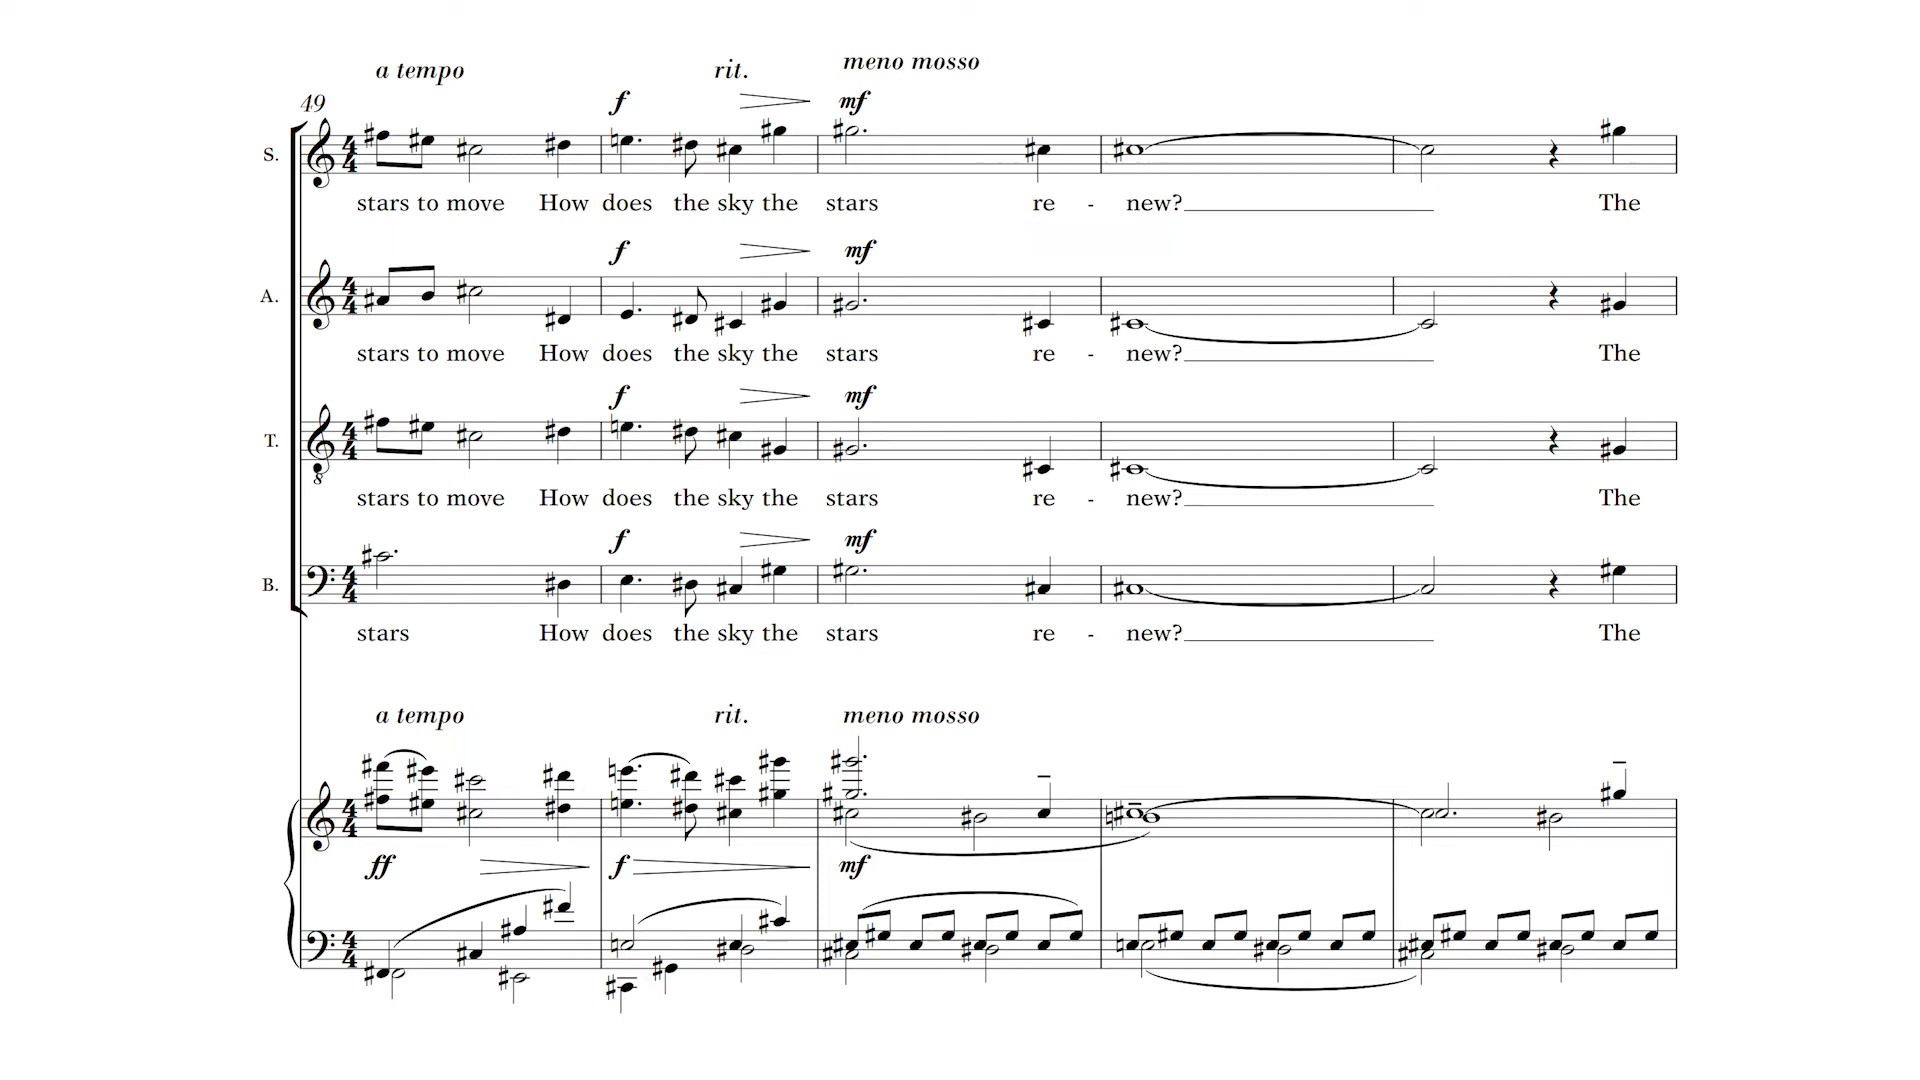 a tempo rit. meno mosso
49 f mf
S.
stars to move How does the sky the stars re - new? The
f mf
A.
stars to move How does the sky the stars re - new? The
f mf
T.
8
stars to move How does the sky the stars re - new? The
f mf
B.
stars How does the sky the stars re - new? The
a tempo rit. meno mosso
ff f mf